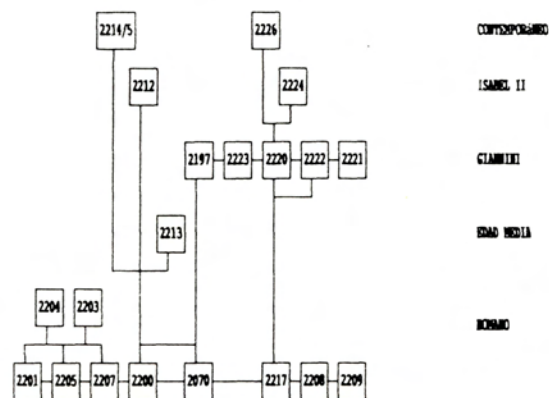 2214/5 2226 CONTEMPORÁNEO
2212 2224 ISABEL II
2197 2223 2220 2222 2221 GIANNINI
2213 EDAD MEDIA
2204 2203 ROMANO
2201 2205 2207 2200 2070 2217 2208 2209